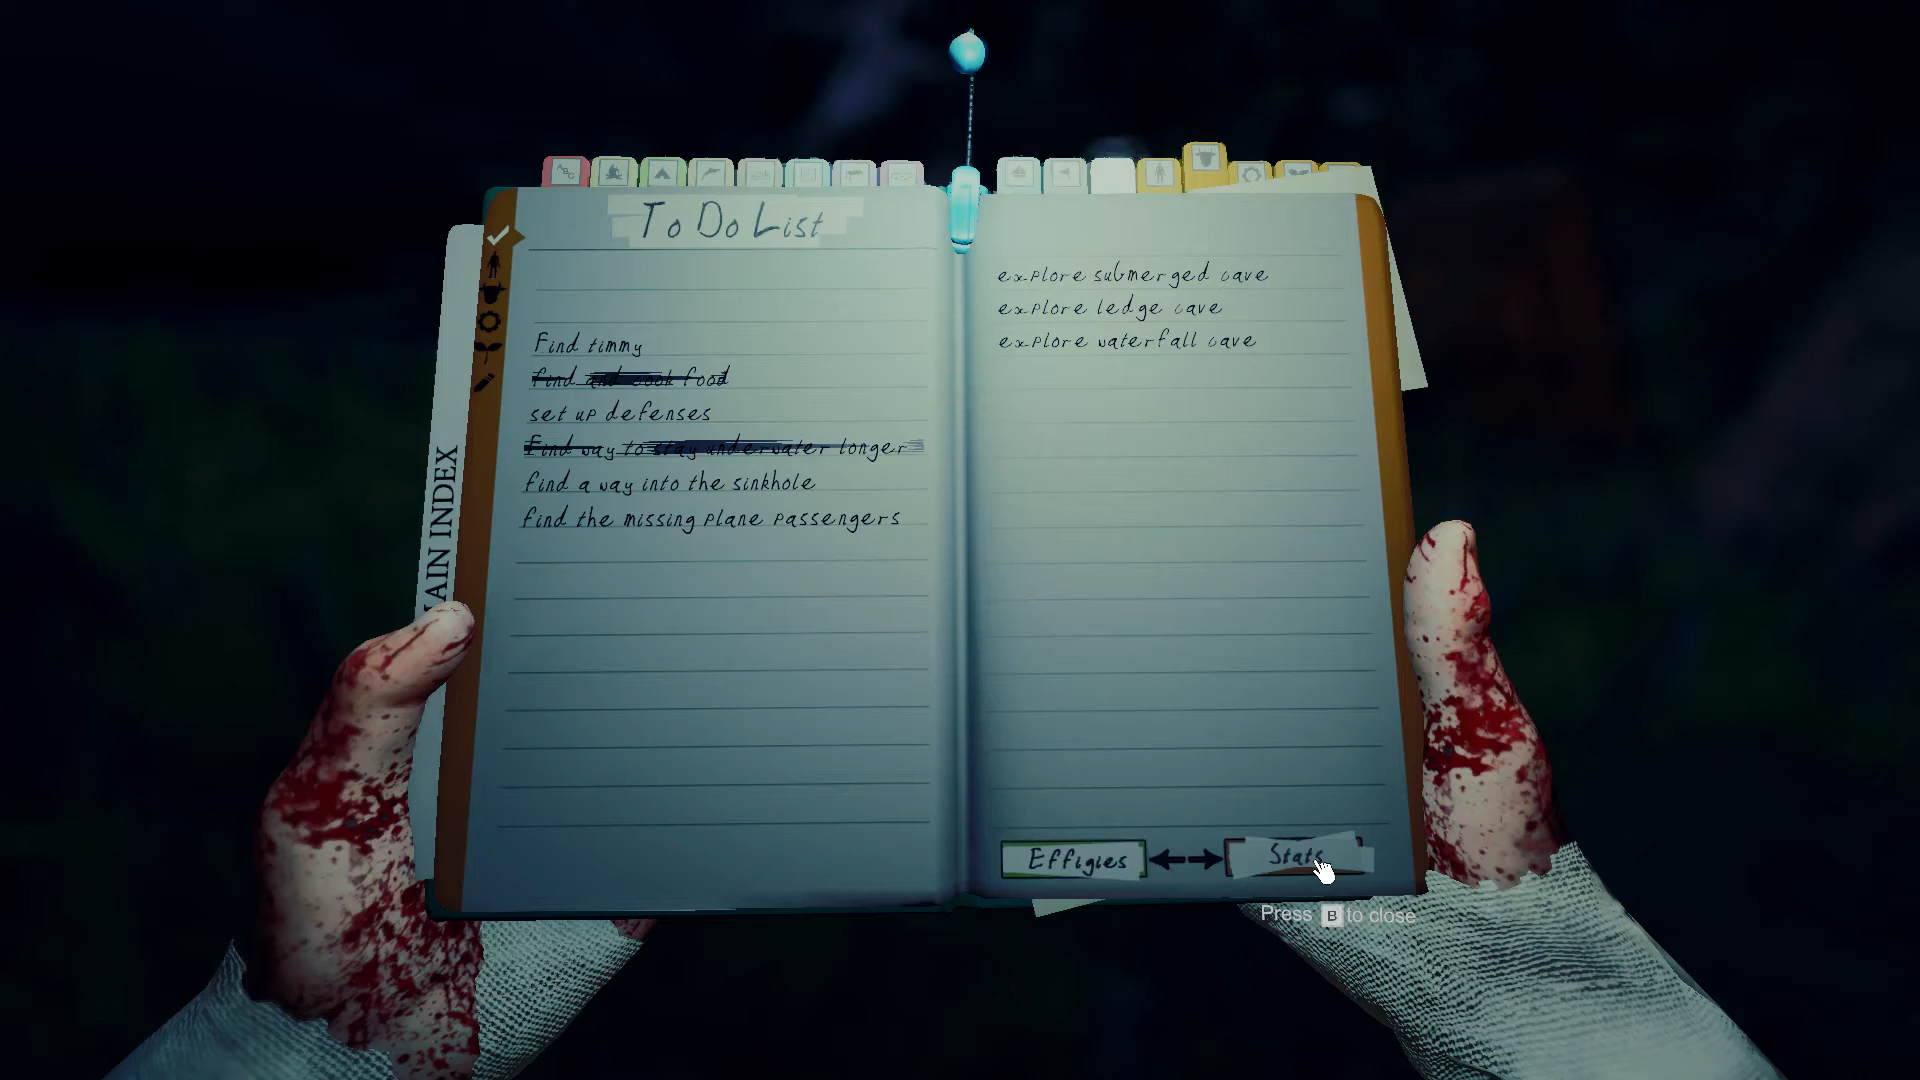 To Do List
Find timmy
find and cook food
set up defenses
Find way to stay underwater longer
find a way into the sinkhole
find the missing plane passengers
explore submerged cave
explore ledge cave
explore waterfall cave
Effigies
Stats
Press B to close
AIN INDEX
ABC